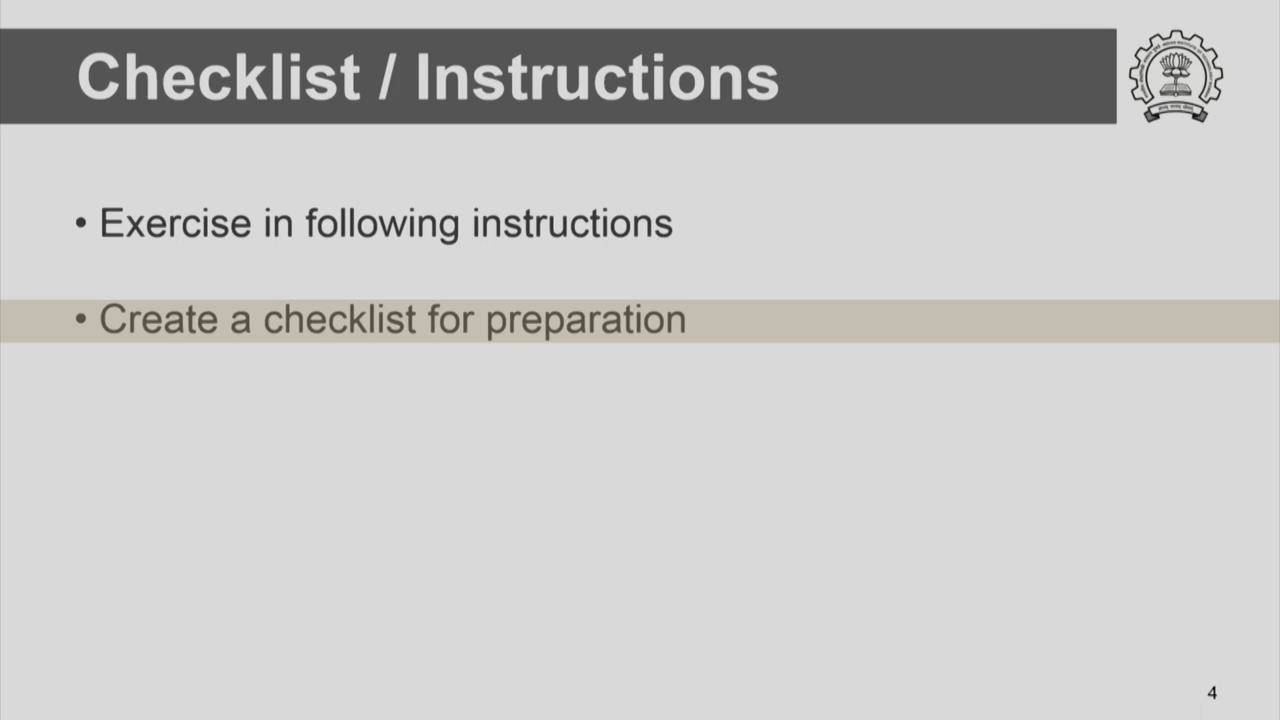 Checklist / Instructions
• Exercise in following instructions
• Create a checklist for preparation
4